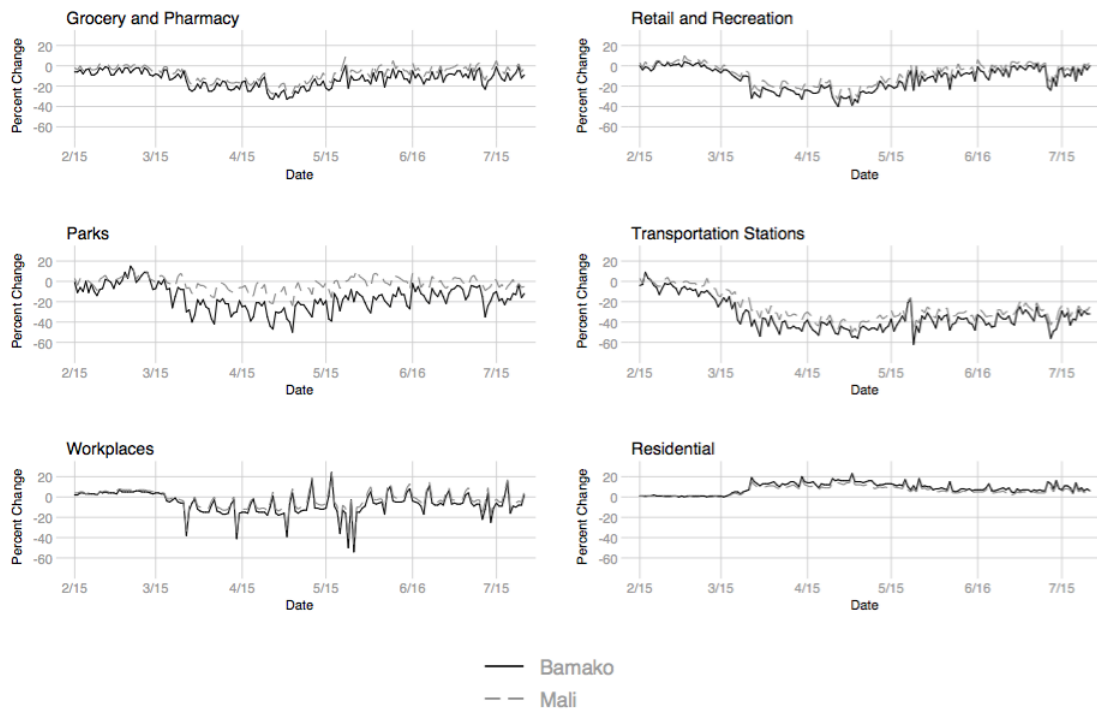 Grocery and Pharmacy
Percent Change
20
0
-20
-40
-60
2/15 3/15 4/15 5/15 6/16 7/15
Date
Retail and Recreation
Percent Change
20
0
-20
-40
-60
2/15 3/15 4/15 5/15 6/16 7/15
Date
Parks
Percent Change
20
0
-20
-40
-60
2/15 3/15 4/15 5/15 6/16 7/15
Date
Transportation Stations
Percent Change
20
0
-20
-40
-60
2/15 3/15 4/15 5/15 6/16 7/15
Date
Workplaces
Percent Change
20
0
-20
-40
-60
2/15 3/15 4/15 5/15 6/16 7/15
Date
Residential
Percent Change
20
0
-20
-40
-60
2/15 3/15 4/15 5/15 6/16 7/15
Date
Bamako
Mali